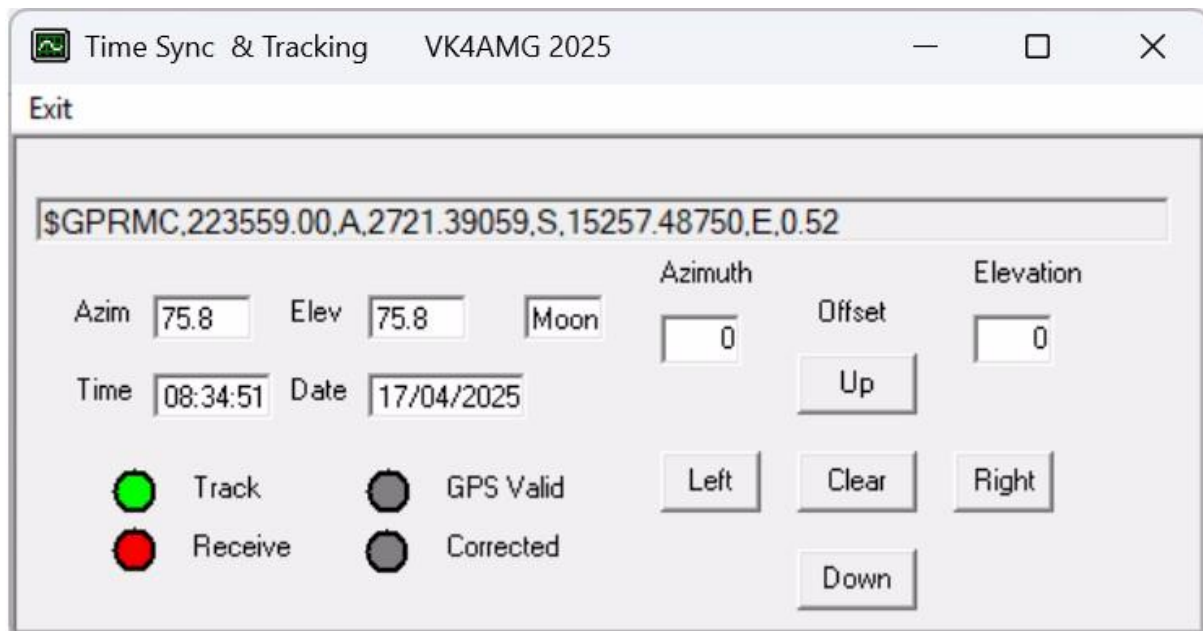 Time Sync & Tracking VK4AMG 2025
Exit
$GPRMC,223559.00,A,2721.39059,S,15257.48750,E,0.52
Azimuth Elevation
Azim 75.8 Elev 75.8 Moon 0 Offset 0
Time 08:34:51 Date 17/04/2025 Up
Track GPS Valid Left Clear Right
Receive Corrected
Down